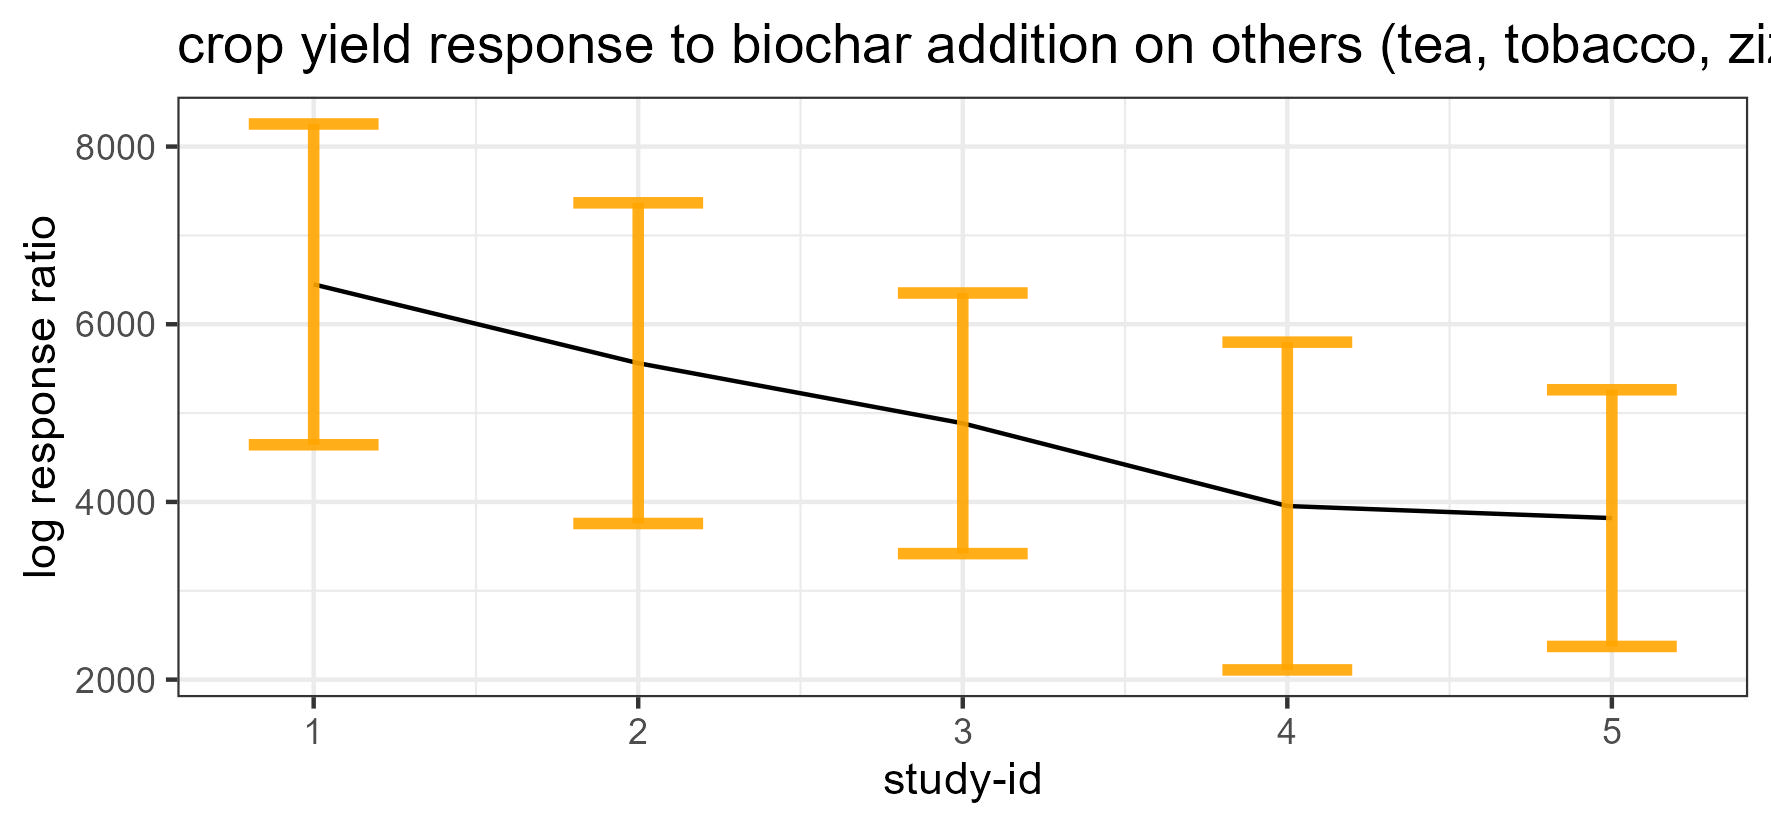 crop yield response to biochar addition on others (tea, tobacco,
log response ratio
8000
6000
4000
2000
1 2 3 4 5
study-id